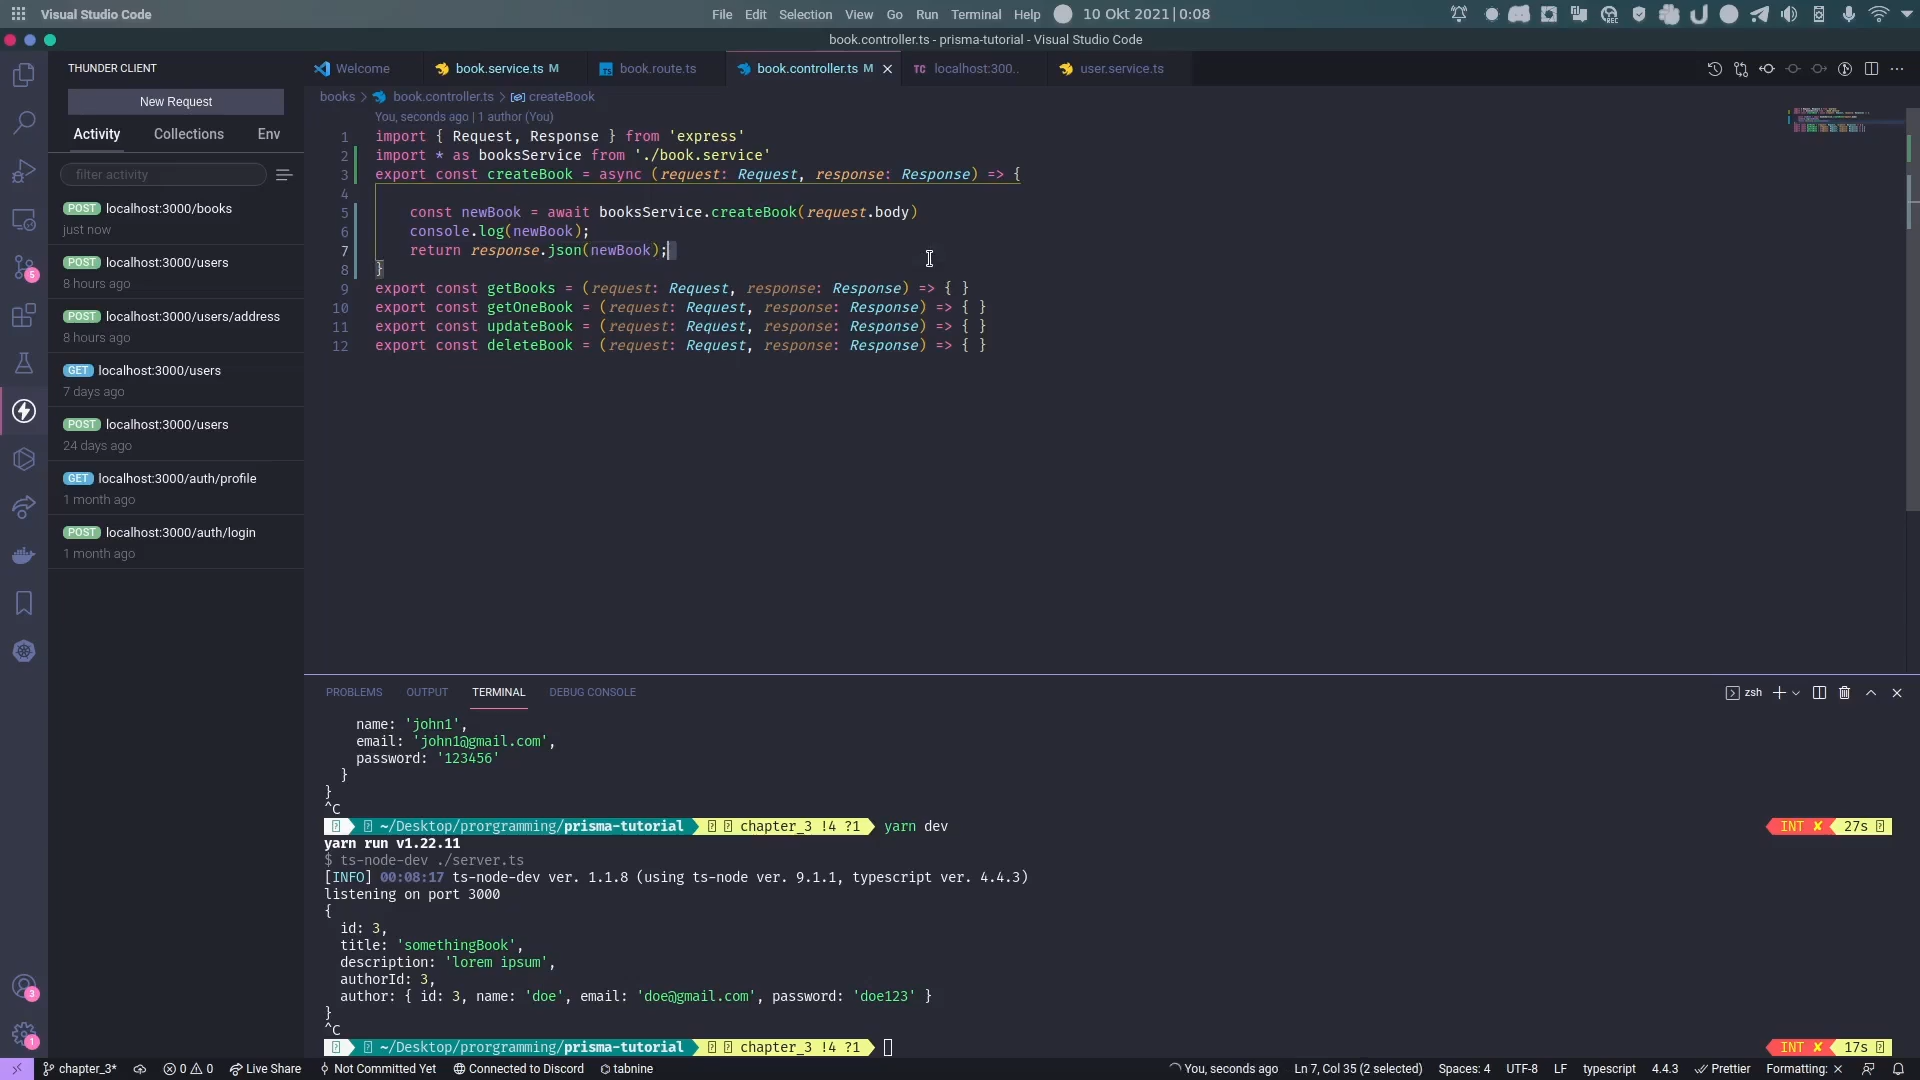 Visual Studio Code
File Edit Selection View Go Run Terminal Help 10 Okt 2021 | 0:08
book.controller.ts - prisma-tutorial - Visual Studio Code
THUNDER CLIENT
New Request
Activity Collections Env
filter activity
POST localhost:3000/books
just now
POST localhost:3000/users
8 hours ago
POST localhost:3000/users/address
8 hours ago
GET localhost:3000/users
7 days ago
POST localhost:3000/users
24 days ago
GET localhost:3000/auth/profile
1 month ago
POST localhost:3000/auth/login
1 month ago
5
3
1
Welcome book.service.ts M book.route.ts book.controller.ts M localhost:300.. user.service.ts
books > book.controller.ts > createBook
You, seconds ago | 1 author (You)
1 import { Request, Response } from 'express'
2 import * as booksService from './book.service'
3 export const createBook = async (request: Request, response: Response) => {
4
5 const newBook = await booksService.createBook(request.body)
6 console.log(newBook);
7 return response.json(newBook);
8 }
9 export const getBooks = (request: Request, response: Response) => { }
10 export const getOneBook = (request: Request, response: Response) => { }
11 export const updateBook = (request: Request, response: Response) => { }
12 export const deleteBook = (request: Request, response: Response) => { }
PROBLEMS OUTPUT TERMINAL DEBUG CONSOLE zsh
name: 'john1',
email: 'john1@gmail.com',
password: '123456'
}
}
^C
~/Desktop/prorgramming/prisma-tutorial chapter_3 !4 ?1 yarn dev INT ✘ 27s
yarn run v1.22.11
$ ts-node-dev ./server.ts
[INFO] 00:08:17 ts-node-dev ver. 1.1.8 (using ts-node ver. 9.1.1, typescript ver. 4.4.3)
listening on port 3000
{
id: 3,
title: 'somethingBook',
description: 'lorem ipsum',
authorId: 3,
author: { id: 3, name: 'doe', email: 'doe@gmail.com', password: 'doe123' }
}
^C
~/Desktop/prorgramming/prisma-tutorial chapter_3 !4 ?1 INT ✘ 17s
chapter_3* 0 0 Live Share Not Committed Yet Connected to Discord tabnine You, seconds ago Ln 7, Col 35 (2 selected) Spaces: 4 UTF-8 LF typescript 4.4.3 Prettier Formatting: ×